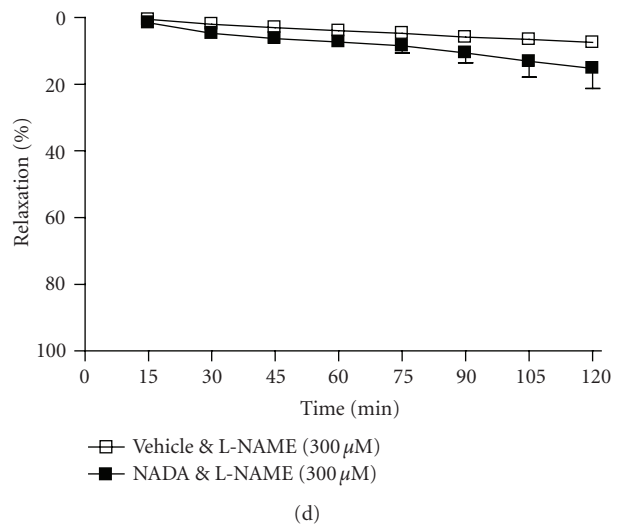 0
20
40
60
80
100
Relaxation (%)
0 15 30 45 60 75 90 105 120
Time (min)
Vehicle & L-NAME (300 μM)
NADA & L-NAME (300 μM)
(d)